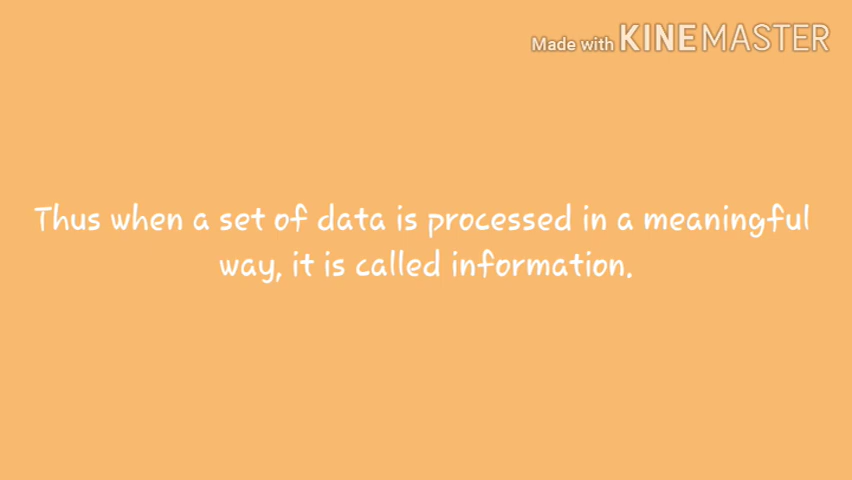 Made with KINEMASTER
Thus when a set of data is processed in a meaningful
way, it is called information.